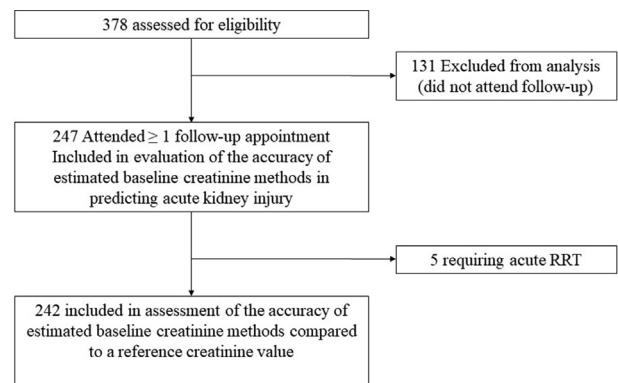 378 assessed for eligibility
131 Excluded from analysis
(did not attend follow-up)
247 Attended ≥ 1 follow-up appointment
Included in evaluation of the accuracy of
estimated baseline creatinine methods in
predicting acute kidney injury
5 requiring acute RRT
242 included in assessment of the accuracy of
estimated baseline creatinine methods compared
to a reference creatinine value